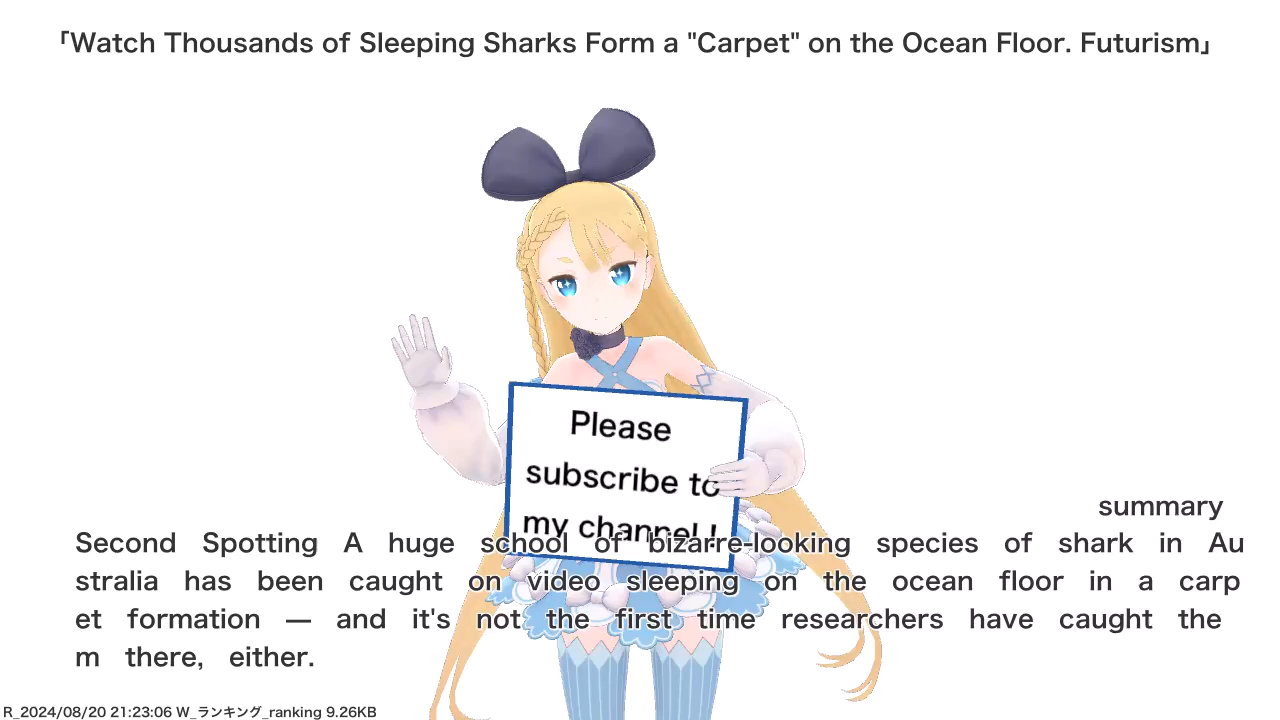 「Watch Thousands of Sleeping Sharks Form a "Carpet" on the Ocean Floor. Futurism」
Please
subscribe to
my channel !
summary
Second Spotting A huge school of bizarre-looking species of shark in Au
stralia has been caught on video sleeping on the ocean floor in a carp
et formation — and it's not the first time researchers have caught the
m there, either.
R_2024/08/20 21:23:06 W_ランキング_ranking 9.26KB